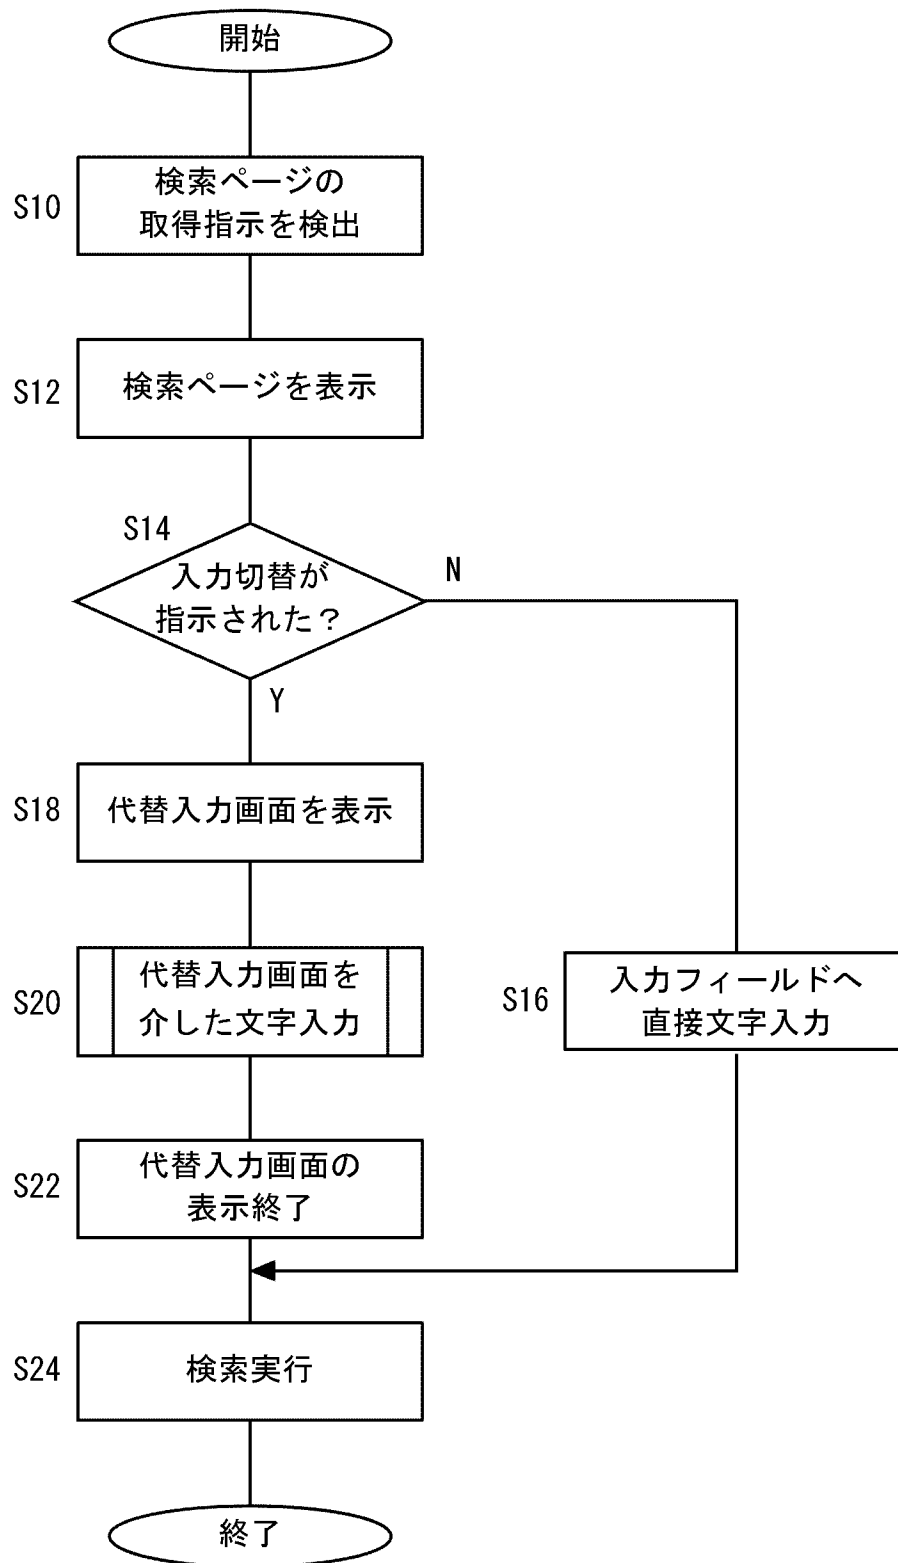 開始
S10
検索ページの
取得指示を検出
S12
検索ページを表示
S14
入力切替が
指示された？
N
Y
S18
代替入力画面を表示
S20
代替入力画面を
介した文字入力
S16
入力フィールドへ
直接文字入力
S22
代替入力画面の
表示終了
S24
検索実行
終了